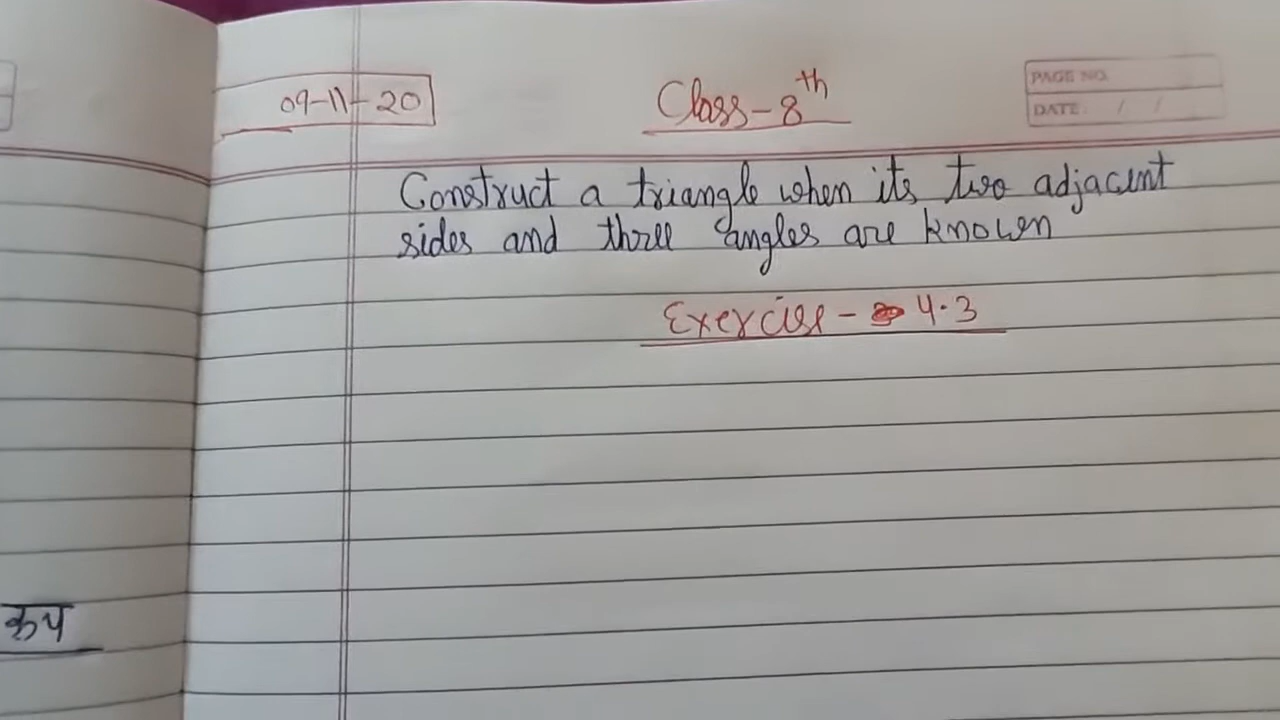 09-11-20
Class-8th
PAGE NO.
DATE: / /
Construct a triangle when its two adjacent
sides and three angles are known
Exercise - 4.3
कप